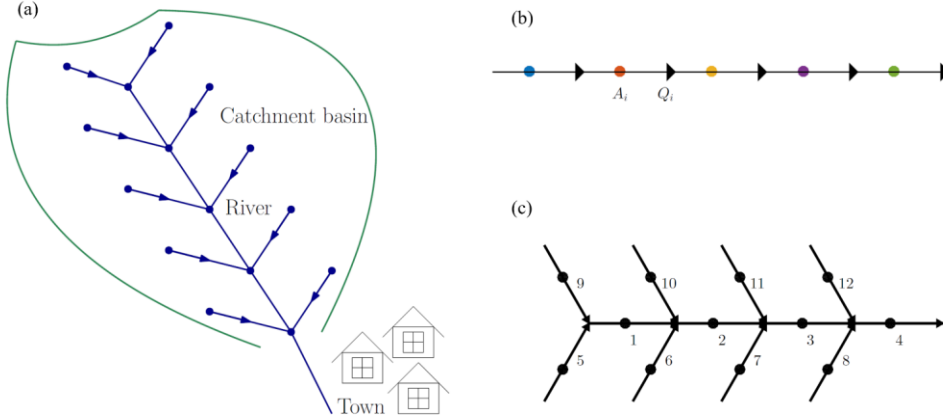 (a)
Catchment basin
River
Town
(b)
A_i Q_i
(c)
9 10 11 12
1 2 3 4
5 6 7 8